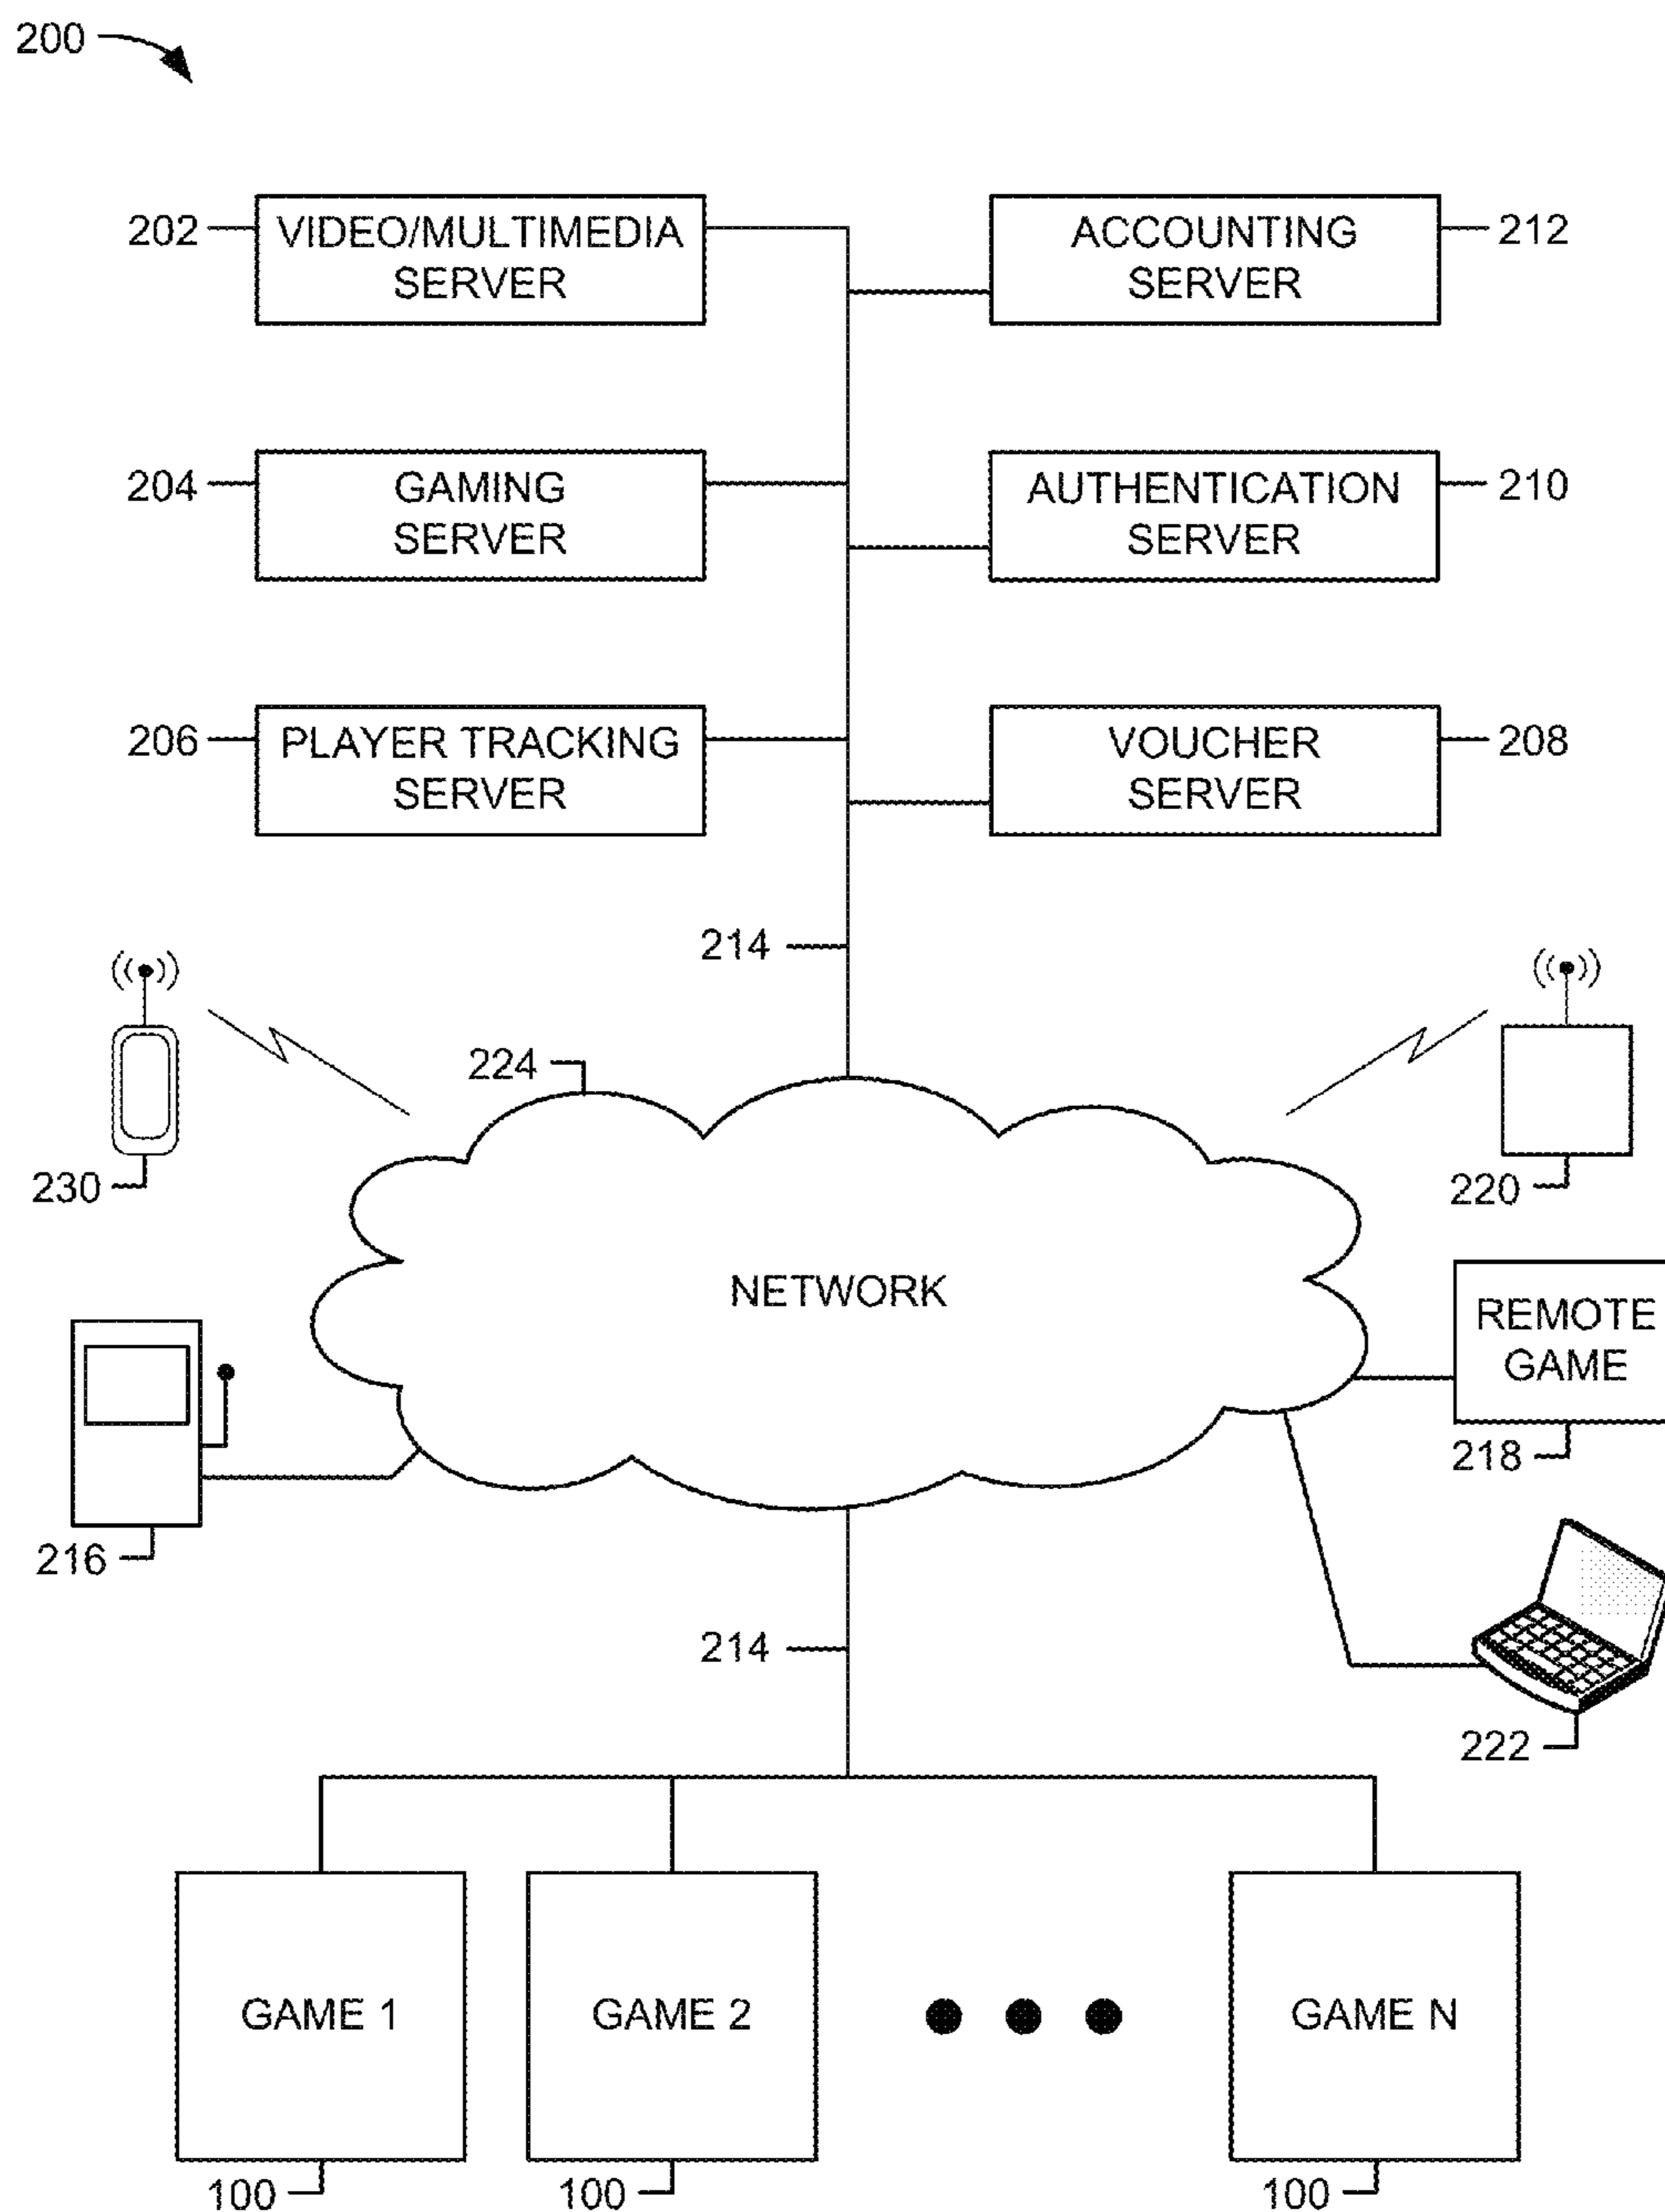 200
202
VIDEO/MULTIMEDIA
SERVER
ACCOUNTING
SERVER
212
204
GAMING
SERVER
AUTHENTICATION
SERVER
210
206
PLAYER TRACKING
SERVER
VOUCHER
SERVER
208
214
224
230
220
NETWORK
REMOTE
GAME
218
216
214
222
GAME 1
GAME 2
GAME N
100
100
100